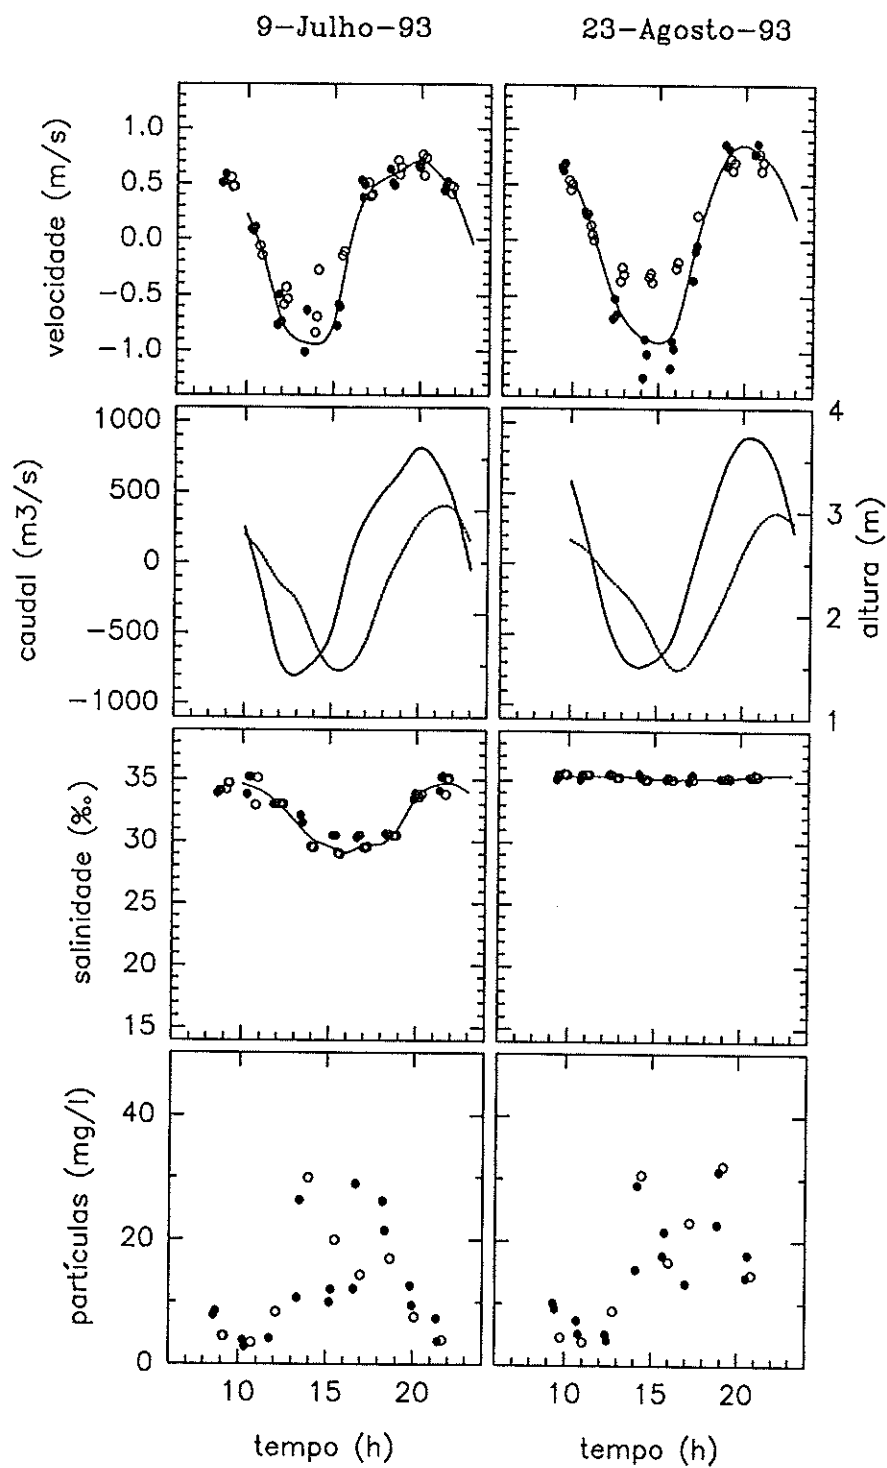 9-Julho-93
23-Agosto-93
velocidade (m/s)
1.0
0.5
0.0
-0.5
-1.0
caudal (m3/s)
1000
500
0
-500
-1000
4
3
2
1
altura (m)
salinidade (‰)
35
30
25
20
15
partículas (mg/l)
40
20
0
10 15 20
10 15 20
tempo (h)
tempo (h)